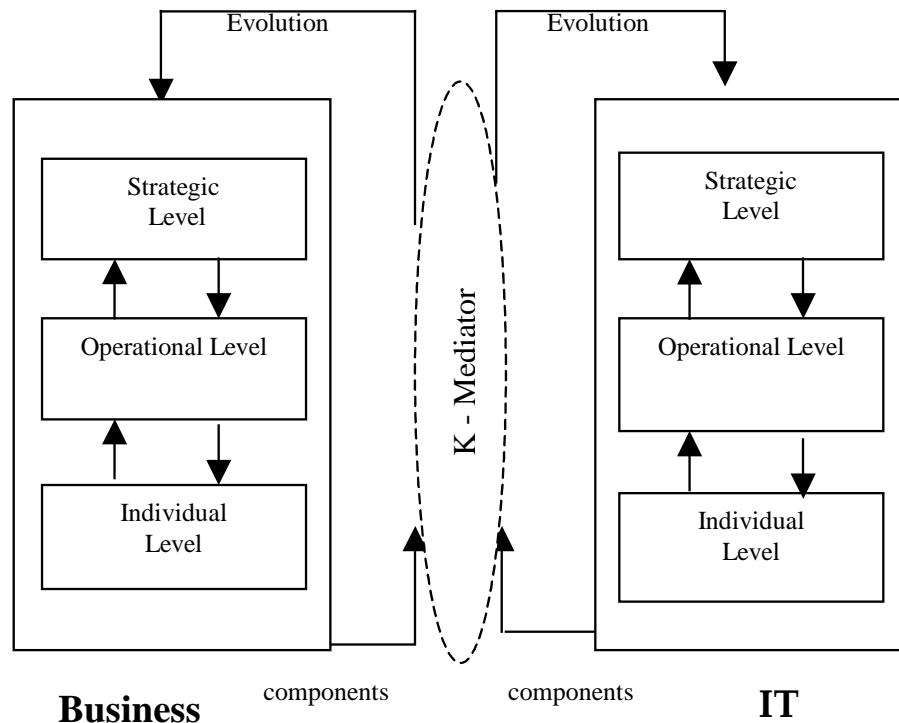 Evolution
Evolution
Strategic
Level
Strategic
Level
Operational Level
Operational Level
K - Mediator
Individual
Level
Individual
Level
components
components
Business
IT